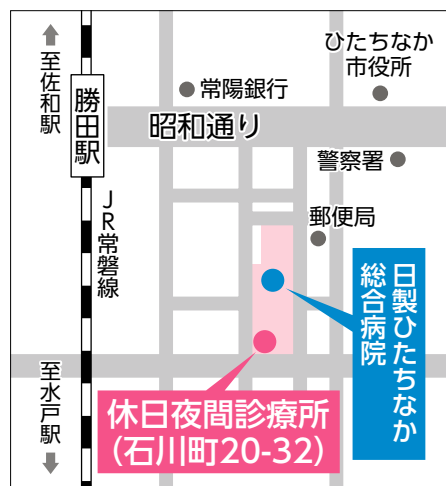 至佐和駅
勝田駅
JR常磐線
至水戸駅
常陽銀行
ひたちなか
市役所
昭和通り
警察署
郵便局
日製ひたちなか
総合病院
休日夜間診療所
(石川町20-32)